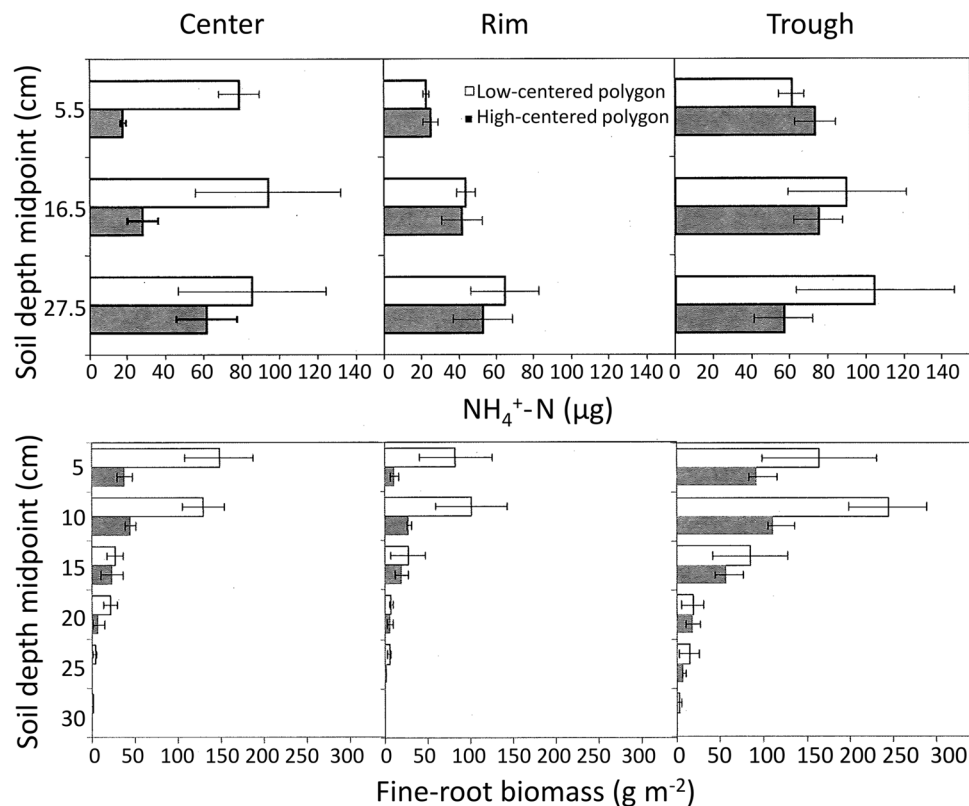 Center Rim Trough
Soil depth midpoint (cm)
5.5
16.5
27.5
□Low-centered polygon
■High-centered polygon
0 20 40 60 80 100 120 140 0 20 40 60 80 100 120 140 0 20 40 60 80 100 120 140
NH₄⁺-N (µg)
Soil depth midpoint (cm)
5
10
15
20
25
30
0 50 100 150 200 250 300 0 50 100 150 200 250 300 0 50 100 150 200 250 300
Fine-root biomass (g m⁻²)